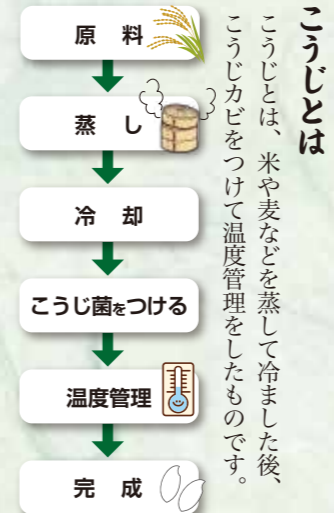 こうじとは
こうじとは、米や麦などを蒸して冷ました後、
こうじカビをつけて温度管理をしたものです。
原料
蒸し
冷却
こうじ菌をつける
温度管理
完成